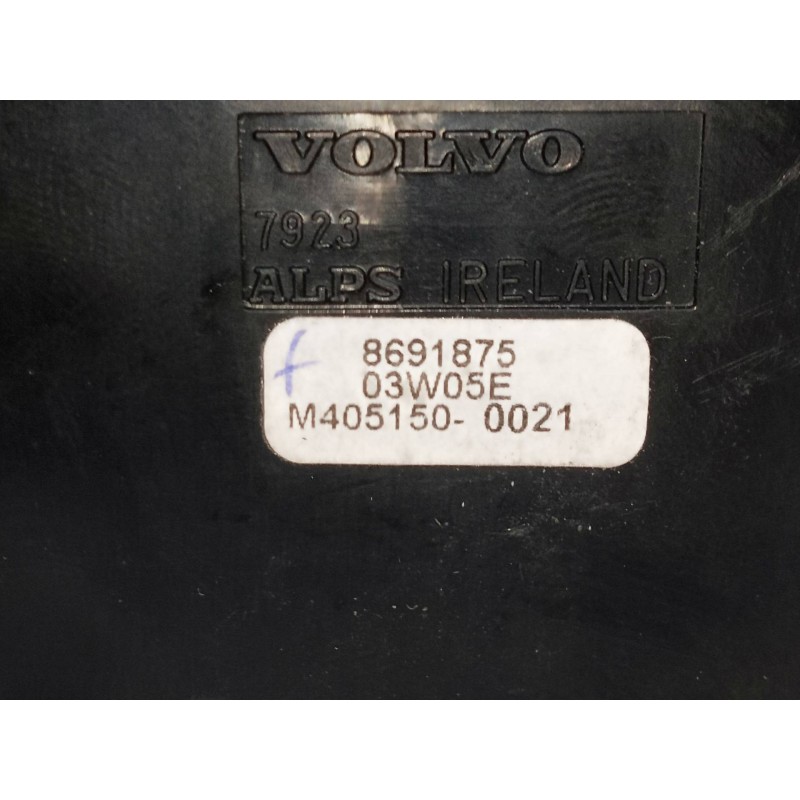 VOLVO
7923
ALPS IRELAND
8691875
03W05E
M405150- 0021